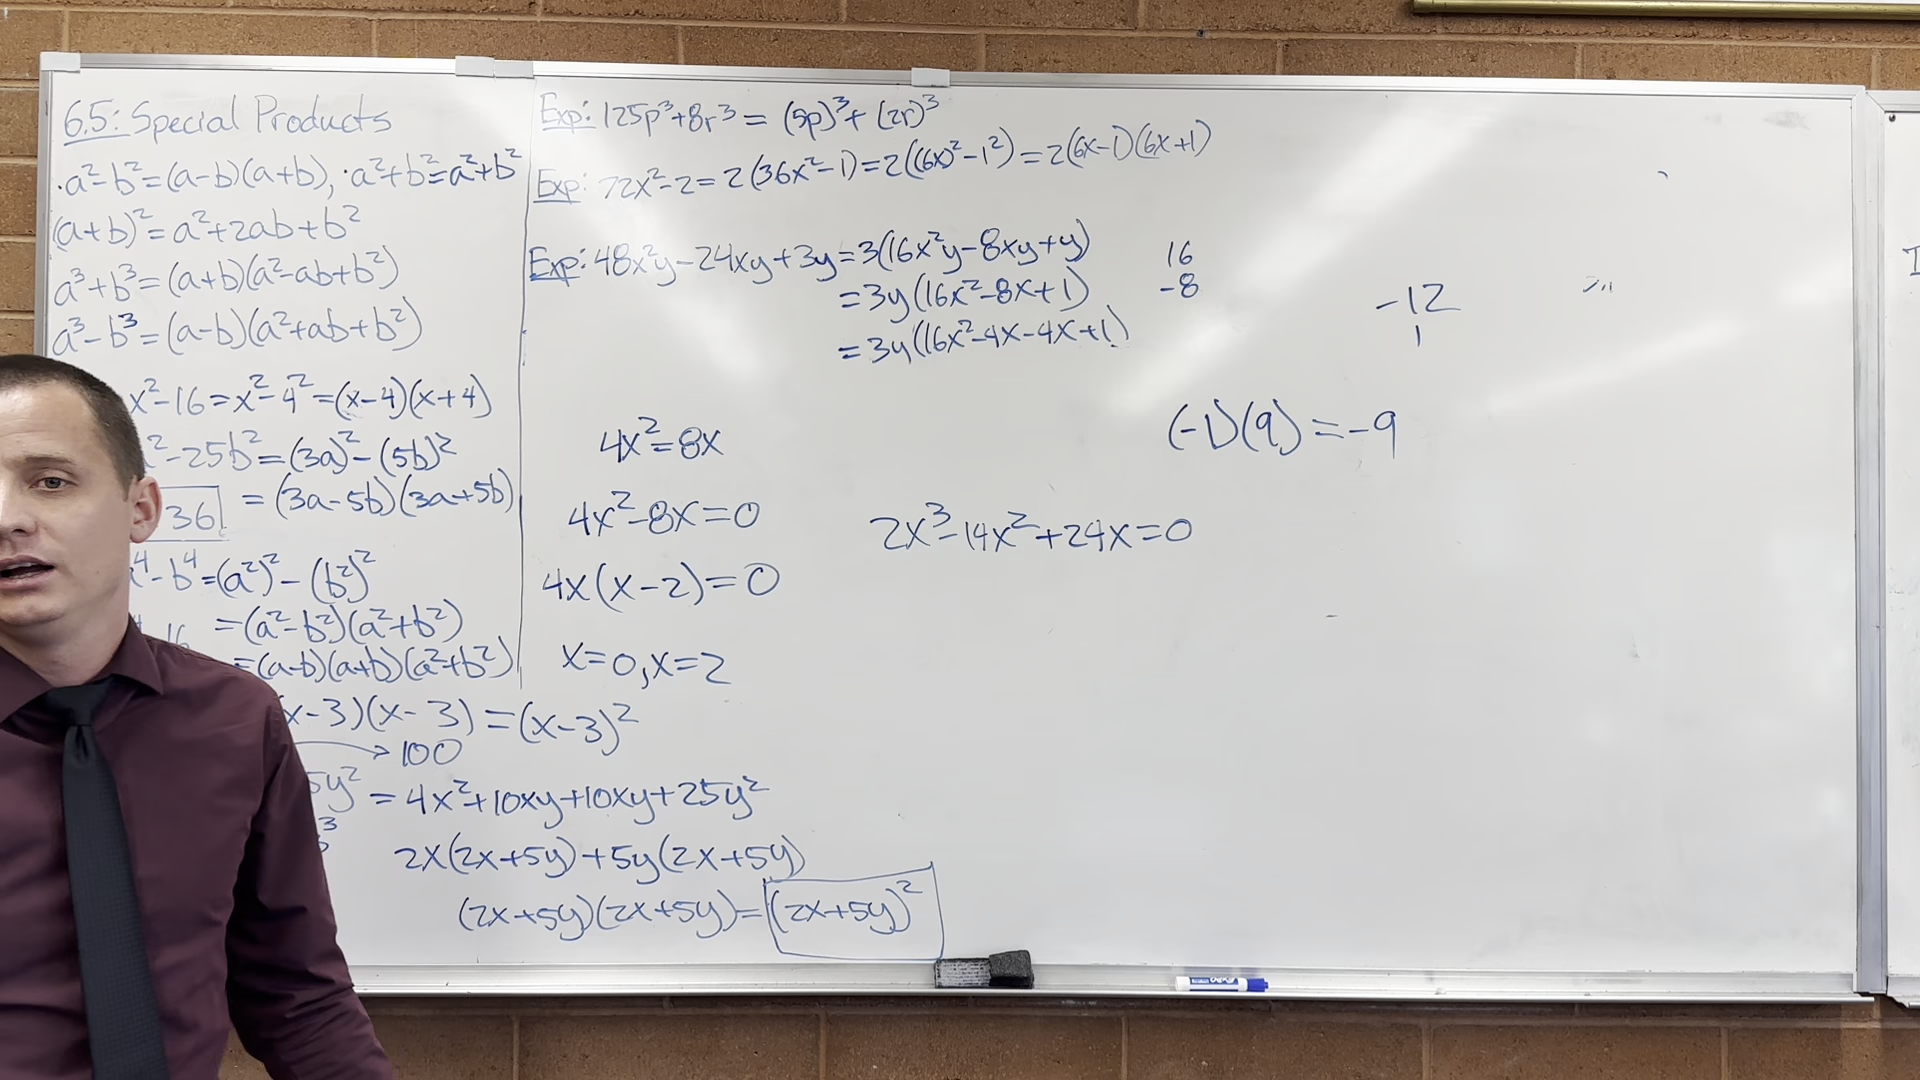 6.5: Special Products
·a²-b²=(a-b)(a+b), ·a²+b²=a²+b²
(a+b)²=a²+2ab+b²
a³+b³=(a+b)(a²-ab+b²)
a³-b³=(a-b)(a²+ab+b²)
x²-16=x²-4²=(x-4)(x+4)
²-25b²=(3a)²-(5b)²
36 =(3a-5b)(3a+5b)
⁴-b⁴=(a²)²-(b²)²
16 =(a²-b²)(a²+b²)
=(a-b)(a+b)(a²+b²)
x-3)(x-3)=(x-3)²
→100
5y²=4x²+10xy+10xy+25y²
3
2x(2x+5y)+5y(2x+5y)
(2x+5y)(2x+5y)=(2x+5y)²
Exp: 125p³+8r³=(5p)³+(2r)³
Exp: 72x²-2=2(36x²-1)=2((6x)²-1²)=2(6x-1)(6x+1)
Exp: 48x²y-24xy+3y=3(16x²y-8xy+y)
=3y(16x²-8x+1)
=3y(16x²-4x-4x+1)
16
-8
-12
1
(-1)(9)=-9
4x²=8x
4x²-8x=0
4x(x-2)=0
x=0,x=2
2x³-14x²+24x=0